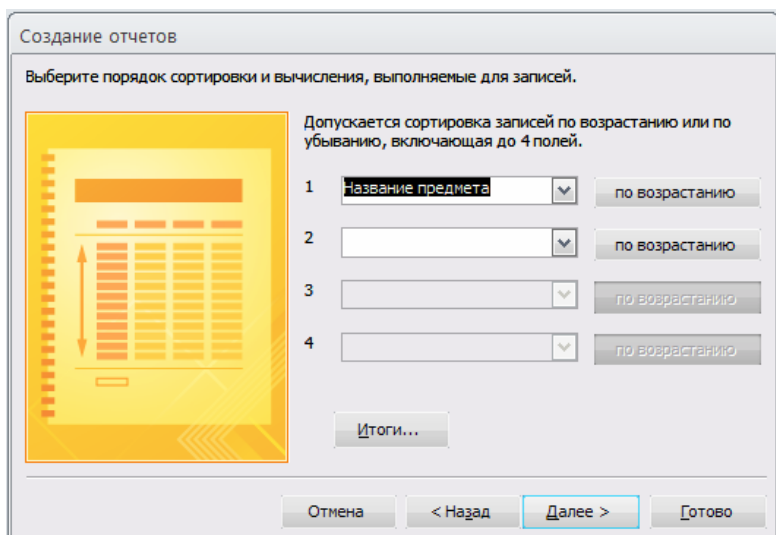 Создание отчетов
Выберите порядок сортировки и вычисления, выполняемые для записей.
Допускается сортировка записей по возрастанию или по
убыванию, включающая до 4 полей.
1 Название предмета по возрастанию
2 по возрастанию
3 по возрастанию
4 по возрастанию
Итоги...
Отмена < Назад Далее > Готово